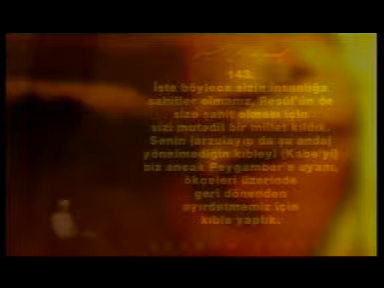 143.
İşte böylece sizin insanlığa
şahitler olmanız, Resûl'ün de
size şahit olması için
sizi mutedil bir millet kıldık.
Senin (arzulayıp da şu anda)
yönelmediğin kıbleyi (Kabe'yi)
biz ancak Peygamber'e uyanı,
ökçeleri üzerinde
geri dönenden
ayırdetmemiz için
kıble yaptık.